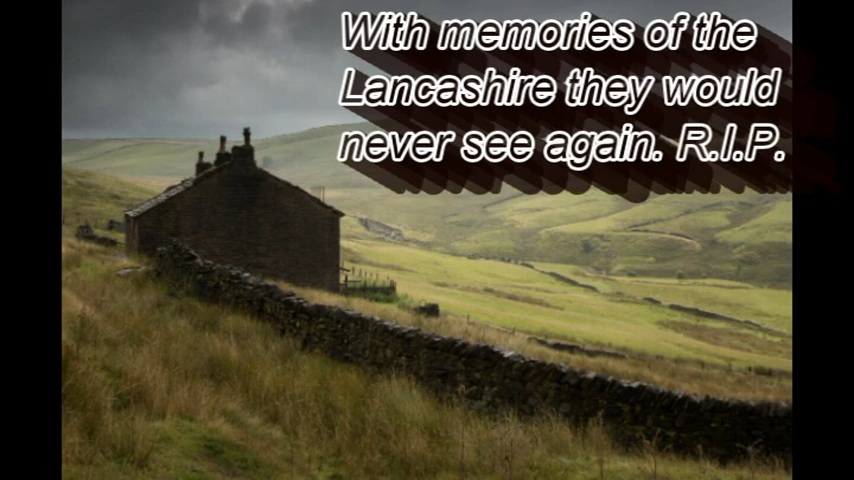 With memories of the
Lancashire they would
never see again. R.I.P.